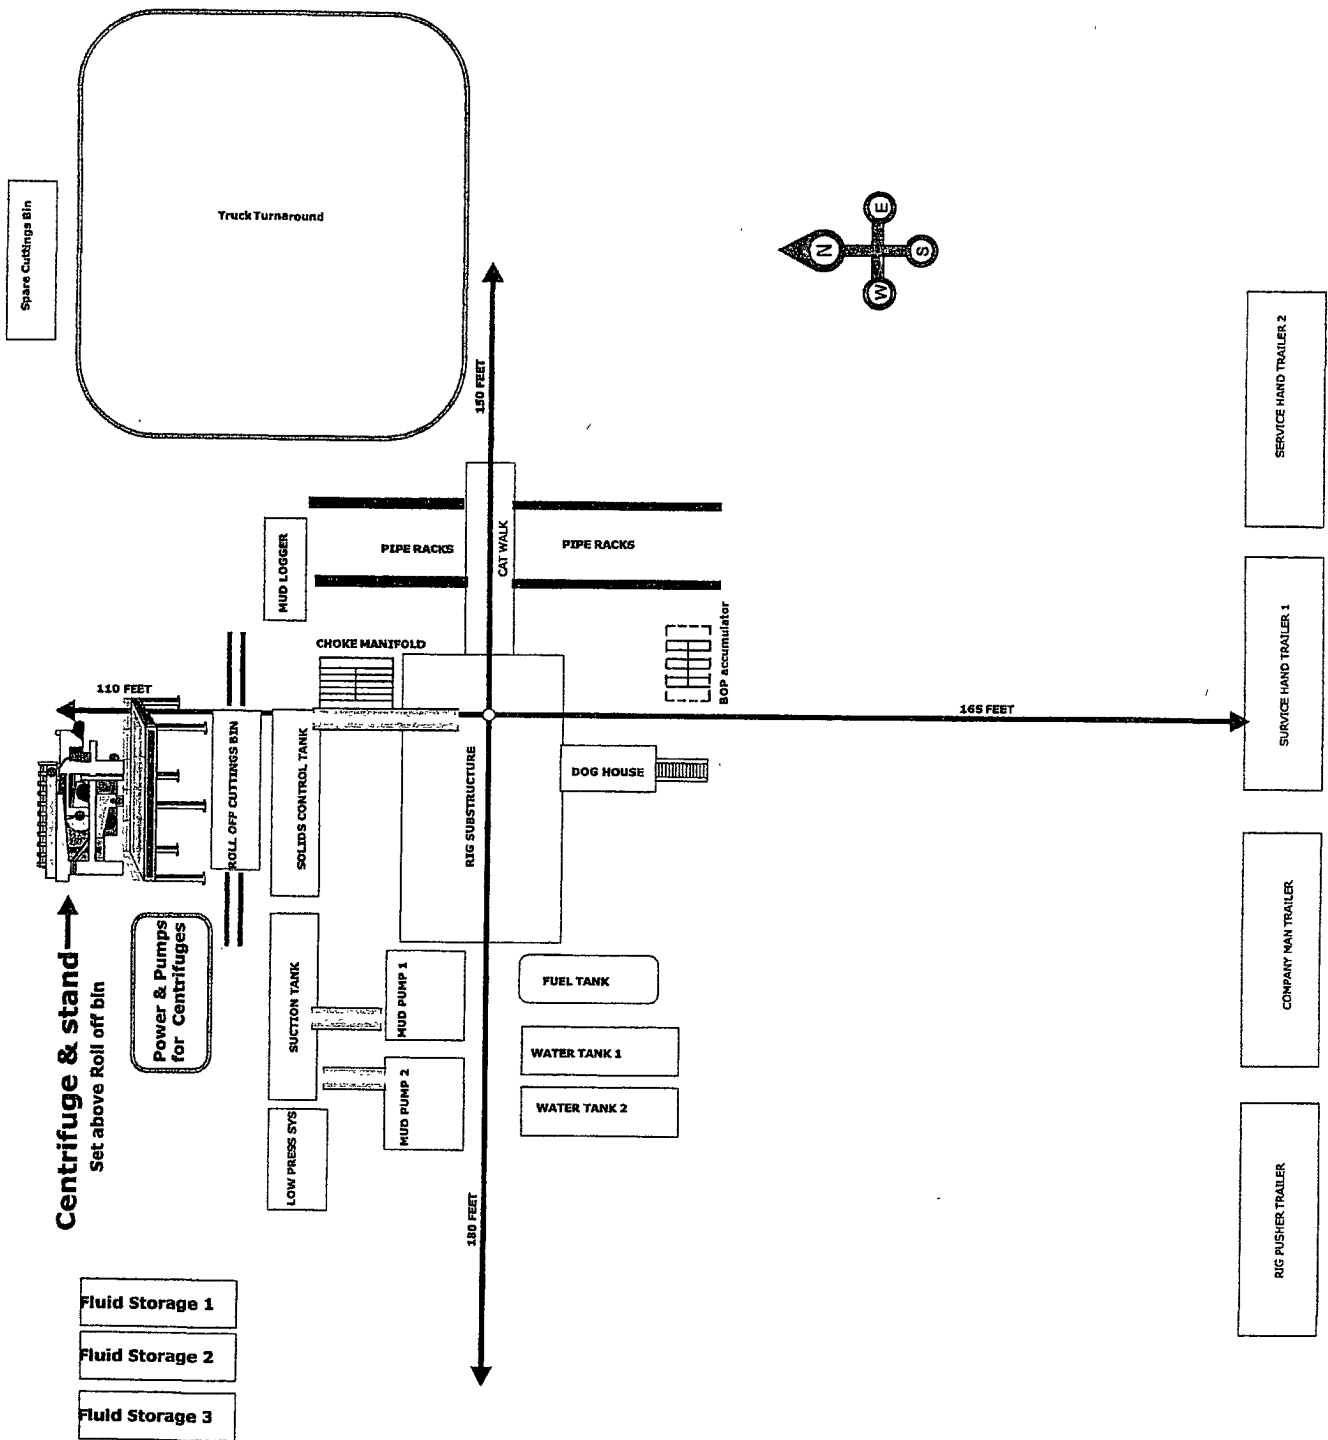 Spare Cuttings Bin
Truck Turnaround
N
E
S
W
150 FEET
SERVICE HAND TRAILER 2
MUD LOGGER
PIPE RACKS
CAT WALK
PIPE RACKS
CHOKE MANIFOLD
BOP accumulator
SURVICE HAND TRAILER 1
110 FEET
165 FEET
ROLL OFF CUTTINGS BIN
SOLIDS CONTROL TANK
RIG SUBSTRUCTURE
DOG HOUSE
Centrifuge & stand
Set above Roll off bin
Power & Pumps
for Centrifuges
SUCTION TANK
MUD PUMP 1
FUEL TANK
COMPANY MAN TRAILER
WATER TANK 1
MUD PUMP 2
WATER TANK 2
LOW PRESS SYS
180 FEET
RIG PUSHER TRAILER
Fluid Storage 1
Fluid Storage 2
Fluid Storage 3